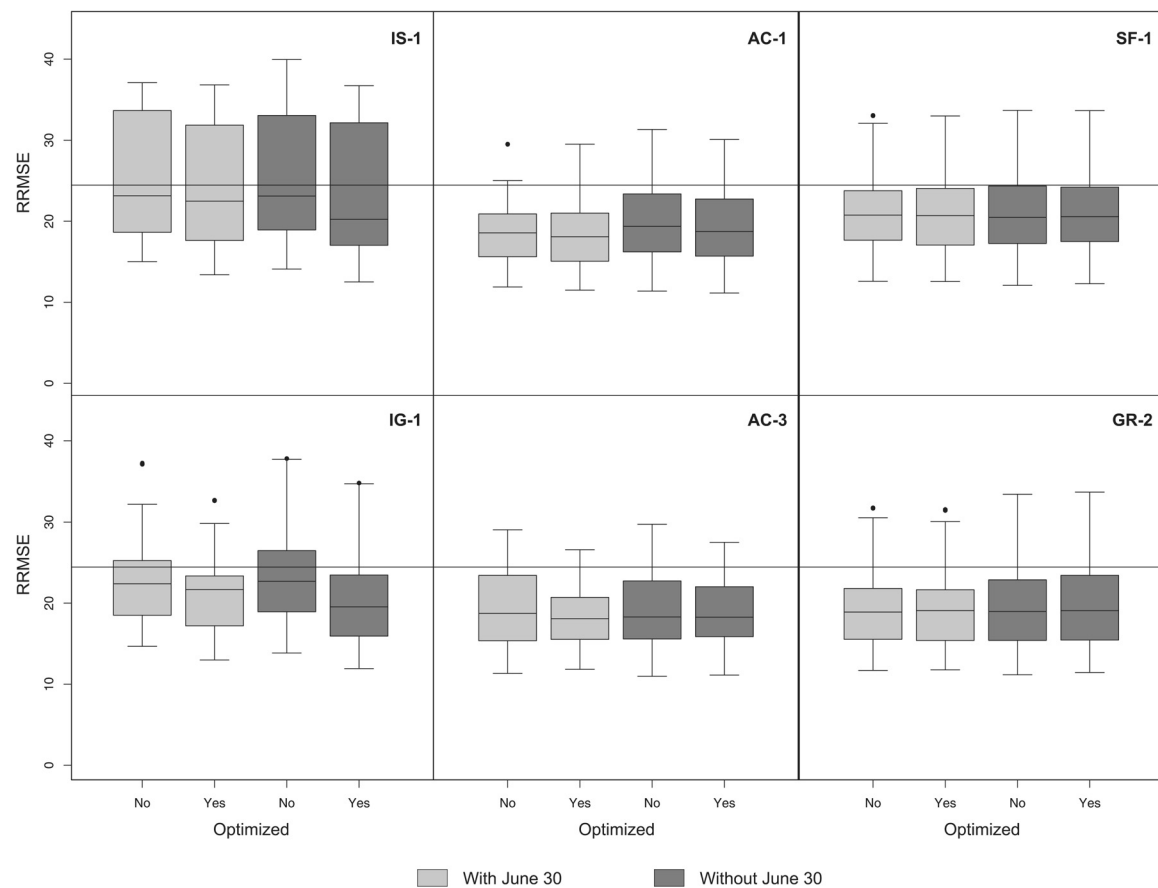 IS-1
AC-1
SF-1
RRMSE
40
30
20
10
0
IG-1
AC-3
GR-2
RRMSE
40
30
20
10
0
No Yes No Yes
No Yes No Yes
No Yes No Yes
Optimized
Optimized
Optimized
With June 30
Without June 30